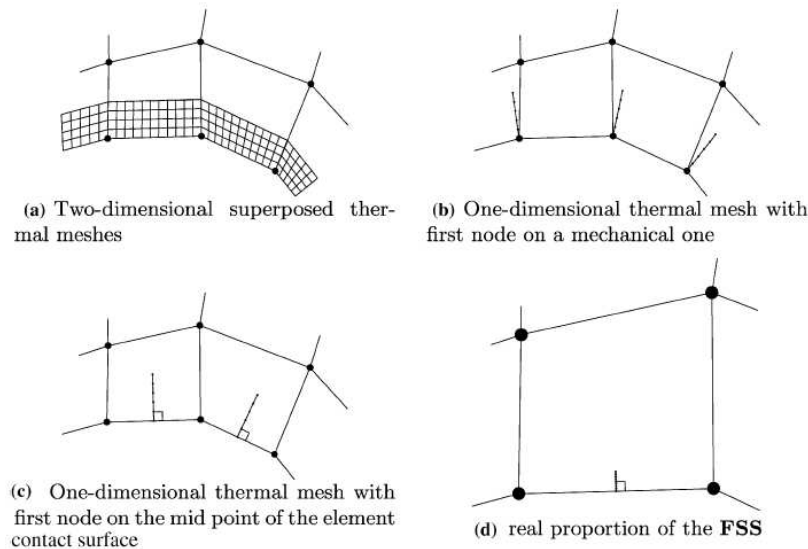 (a) Two-dimensional superposed ther-
mal meshes
(b) One-dimensional thermal mesh with
first node on a mechanical one
(c) One-dimensional thermal mesh with
first node on the mid point of the element
contact surface
(d) real proportion of the FSS